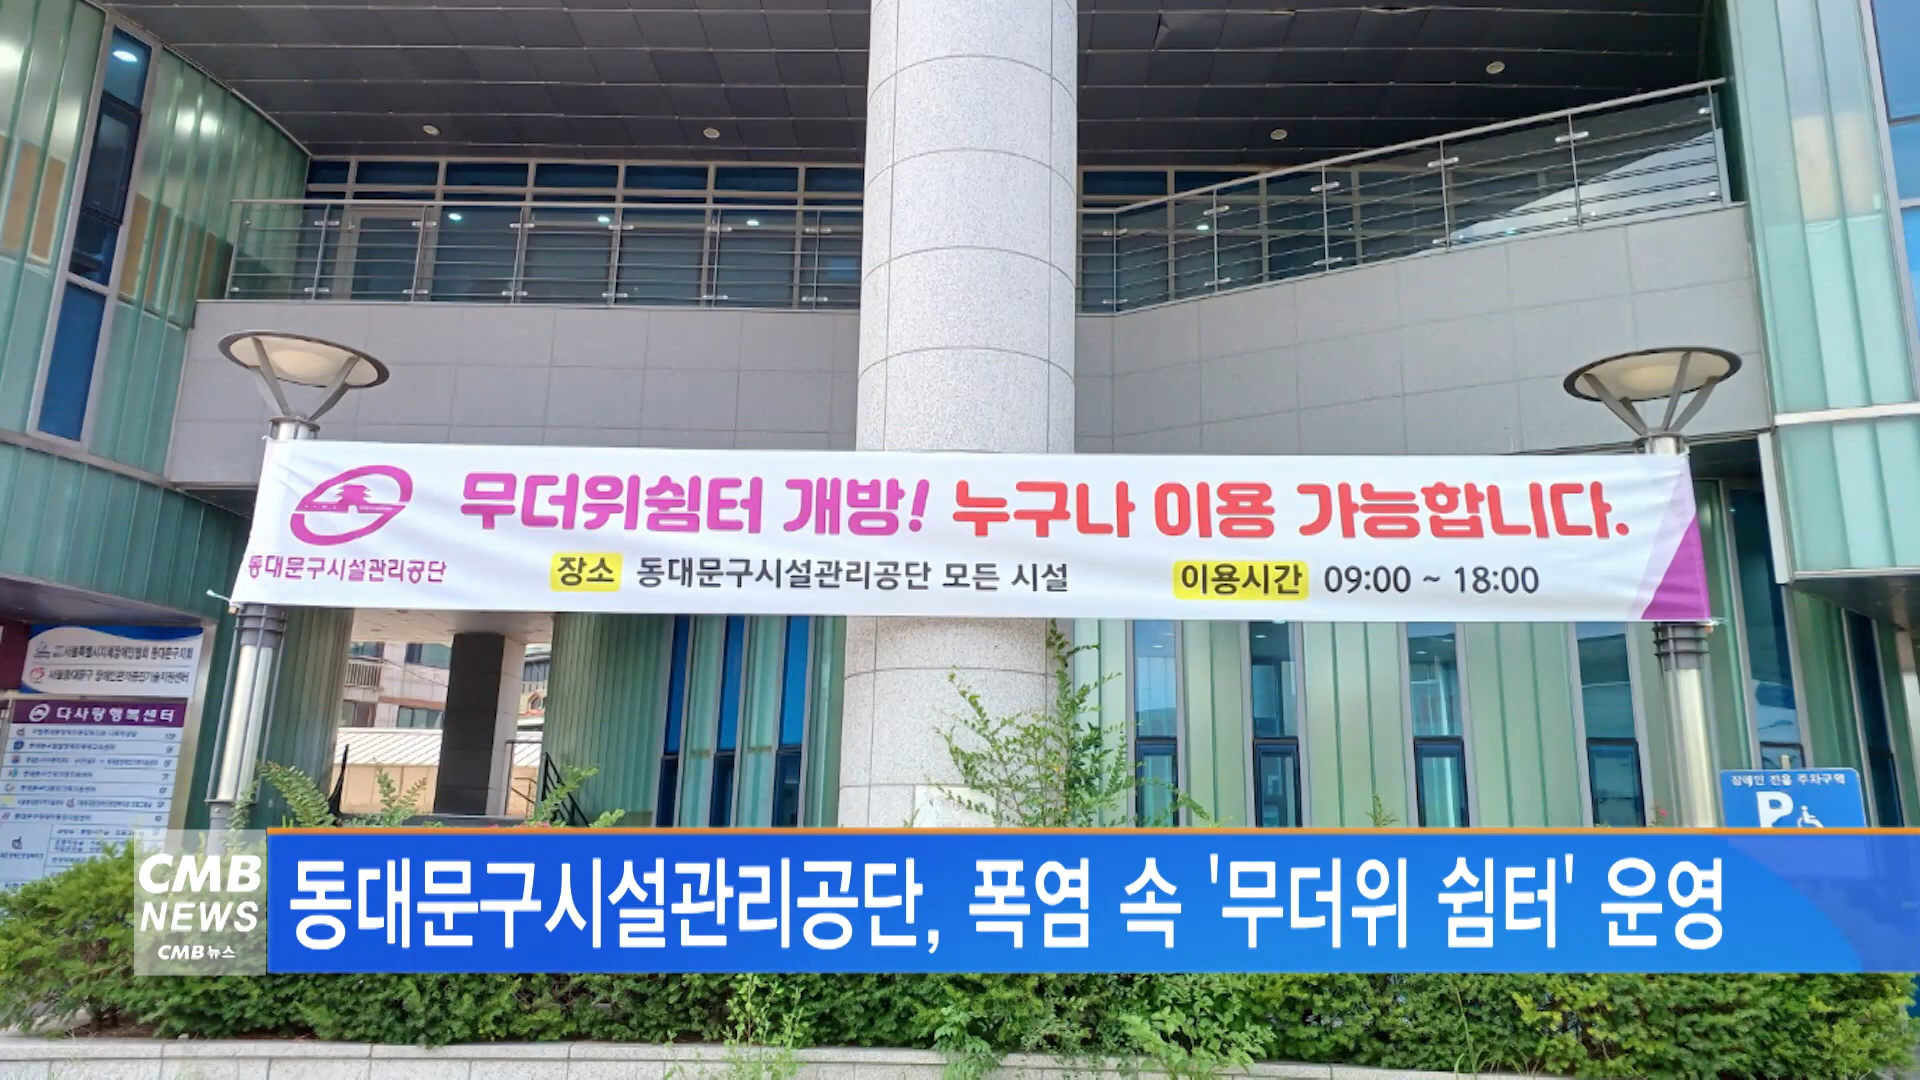 무더위쉼터 개방! 누구나 이용 가능합니다.
동대문구시설관리공단
장소 동대문구시설관리공단 모든 시설
이용시간 09:00 ~ 18:00
다사랑행복센터
장애인 전용 주차구역
P
CMB
NEWS
CMB뉴스
동대문구시설관리공단, 폭염 속 '무더위 쉼터' 운영